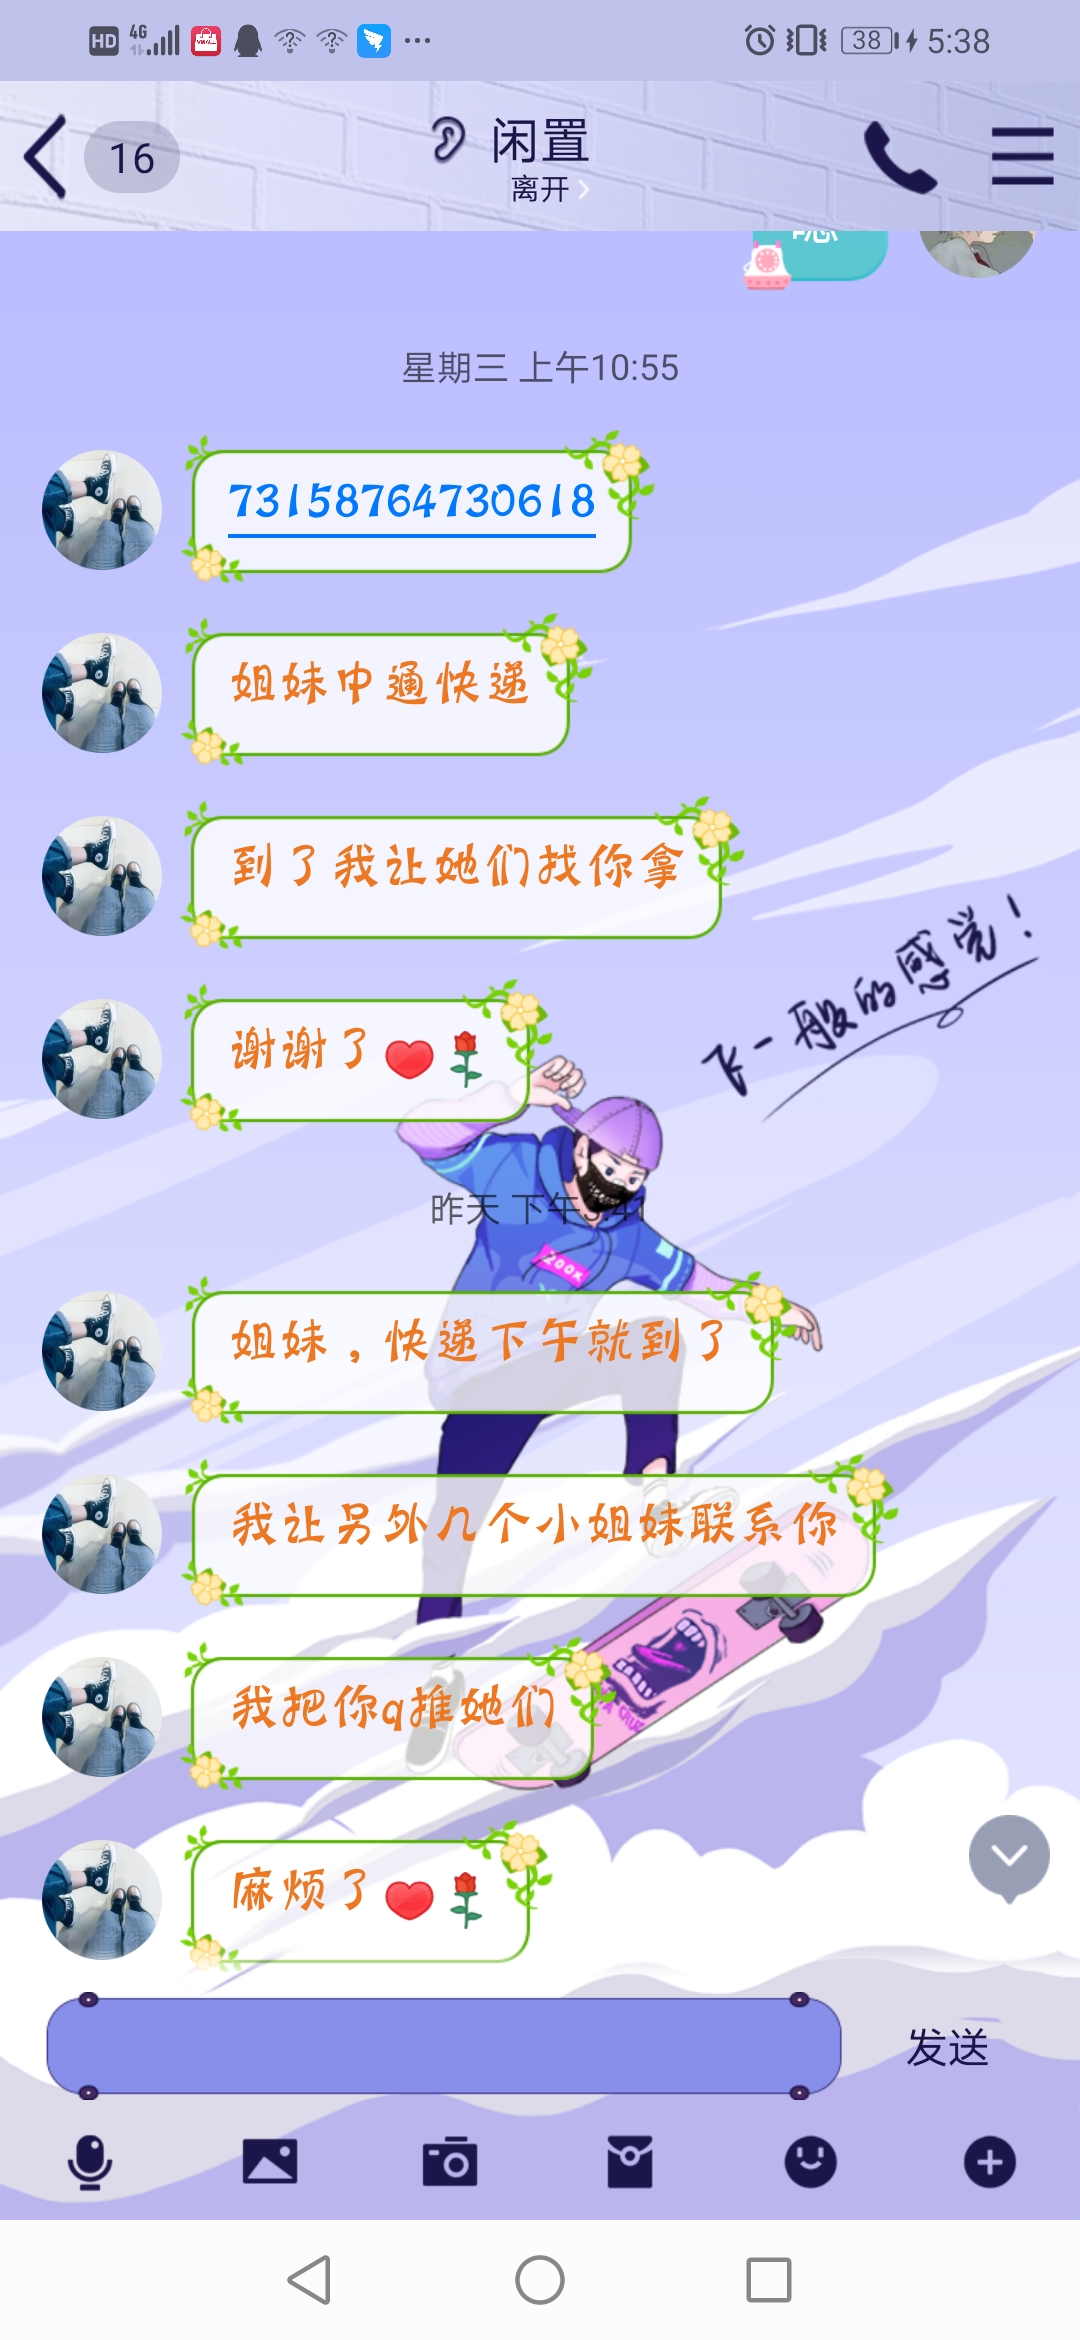 HD 4G 38 5:38
16 闲置
离开
星期三 上午10:55
73158764730618
姐妹中通快递
到了我让她们找你拿
谢谢了
飞一般的感觉！
昨天 下午3:41
200x
姐妹，快递下午就到了
我让另外几个小姐妹联系你
我把你q推她们
麻烦了
发送